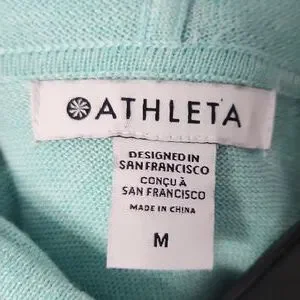 ATHLETA
DESIGNED IN
SAN FRANCISCO
CONÇU À
SAN FRANCISCO
MADE IN CHINA
M